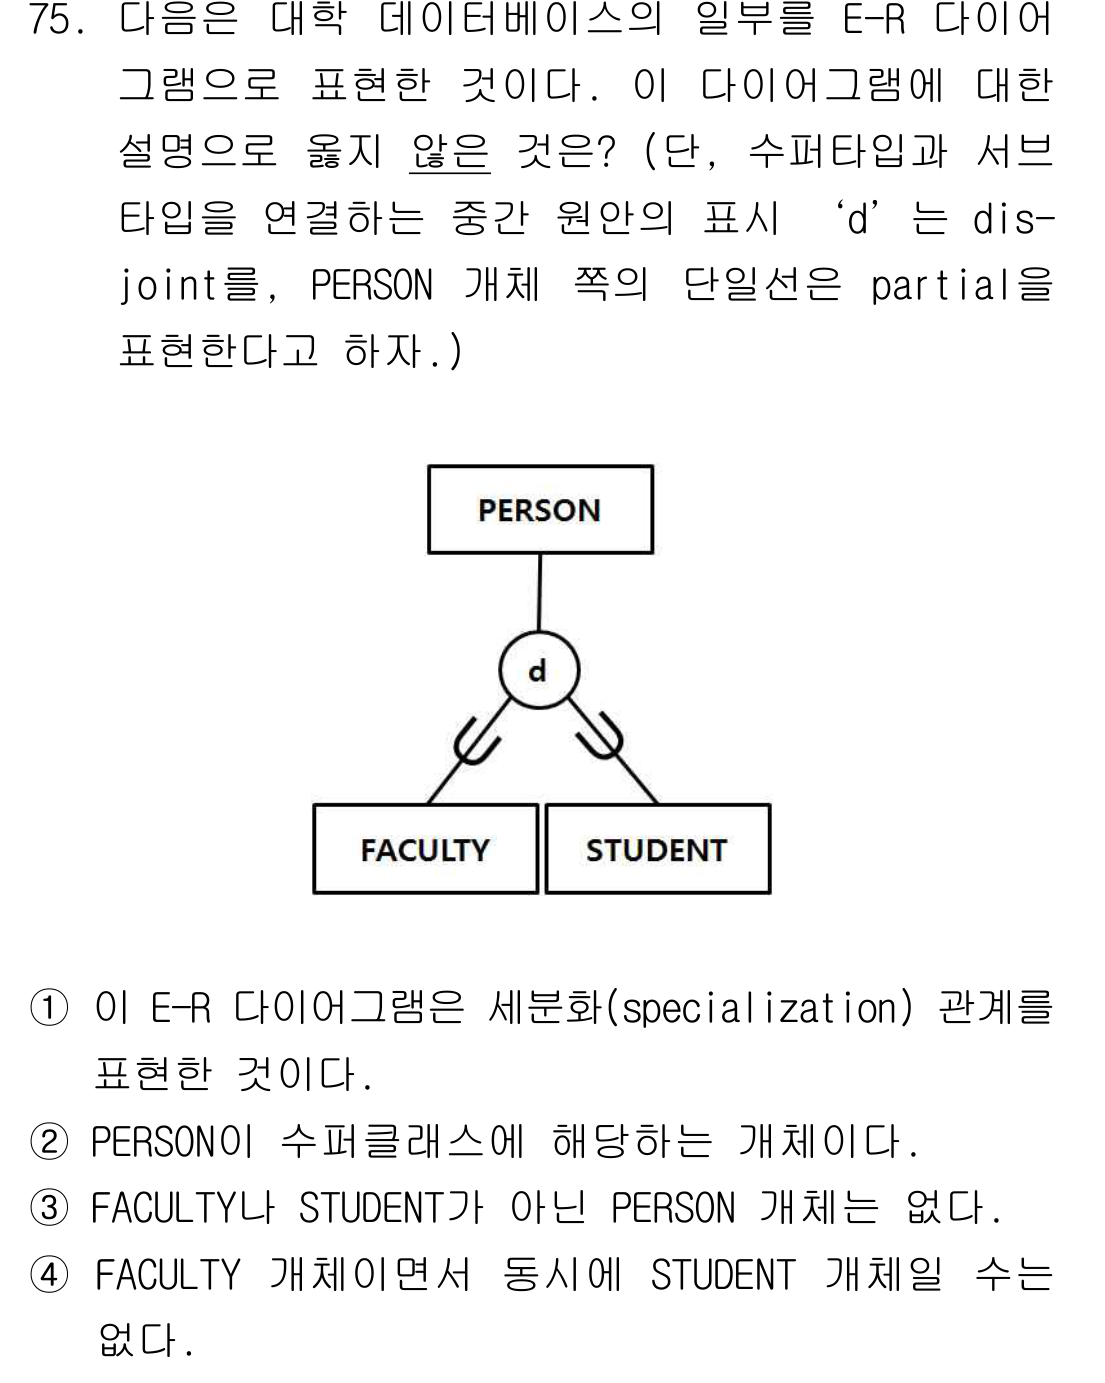 75. 다음은 대학 데이터베이스의 일부를 E-R 다이어
그램으로 표현한 것이다. 이 다이어그램에 대한
설명으로 옳지 않은 것은? (단, 수퍼타입과 서브
타입을 연결하는 중간 원안의 표시 ‘d’는 dis-
joint를, PERSON 개체 쪽의 단일선은 partial을
표현한다고 하자.)
PERSON
d
FACULTY STUDENT
① 이 E-R 다이어그램은 세분화(specialization) 관계를
표현한 것이다.
② PERSON이 수퍼클래스에 해당하는 개체이다.
③ FACULTY나 STUDENT가 아닌 PERSON 개체는 없다.
④ FACULTY 개체이면서 동시에 STUDENT 개체일 수는
없다.